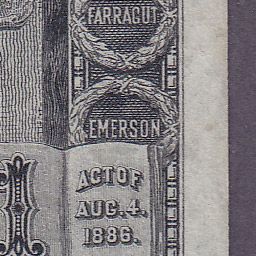 FARRAGUT
EMERSON
ACT OF
AUG. 4.
1886.